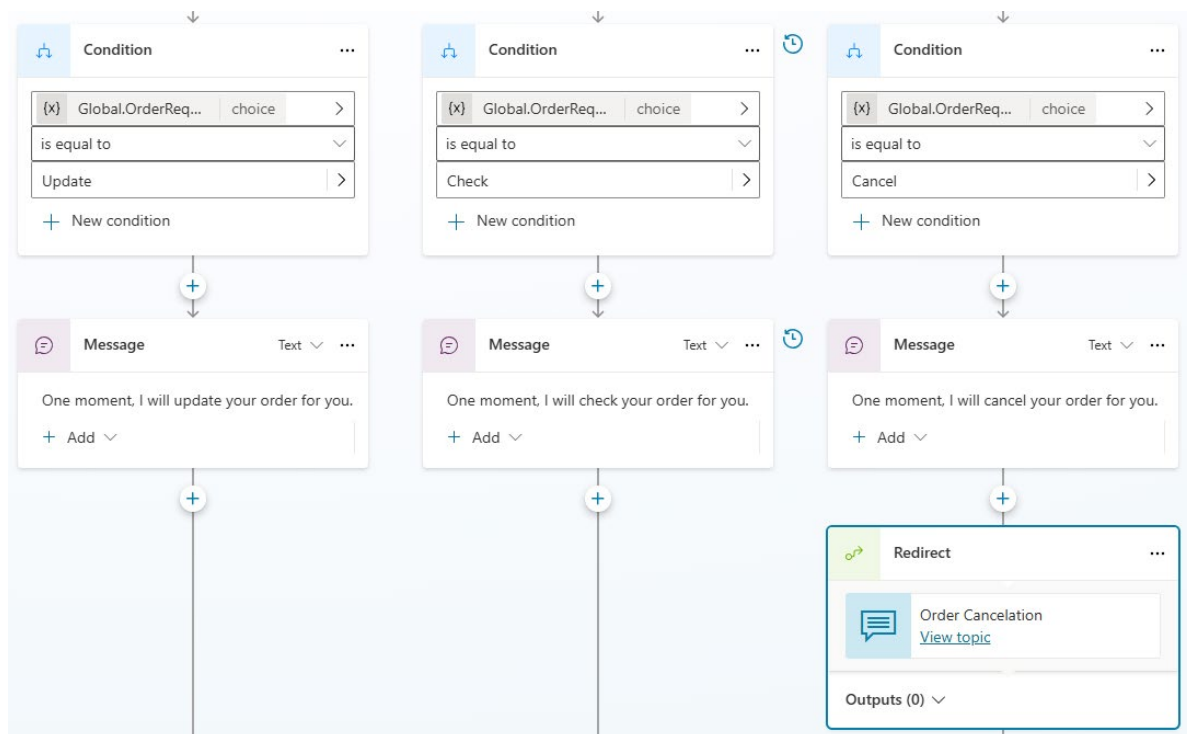 Condition ...
{x} Global.OrderReq... choice
is equal to
Update
+ New condition
Message Text ...
One moment, I will update your order for you.
+ Add
Condition ...
{x} Global.OrderReq... choice
is equal to
Check
+ New condition
Message Text ...
One moment, I will check your order for you.
+ Add
Condition ...
{x} Global.OrderReq... choice
is equal to
Cancel
+ New condition
Message Text ...
One moment, I will cancel your order for you.
+ Add
Redirect ...
Order Cancelation
View topic
Outputs (0)